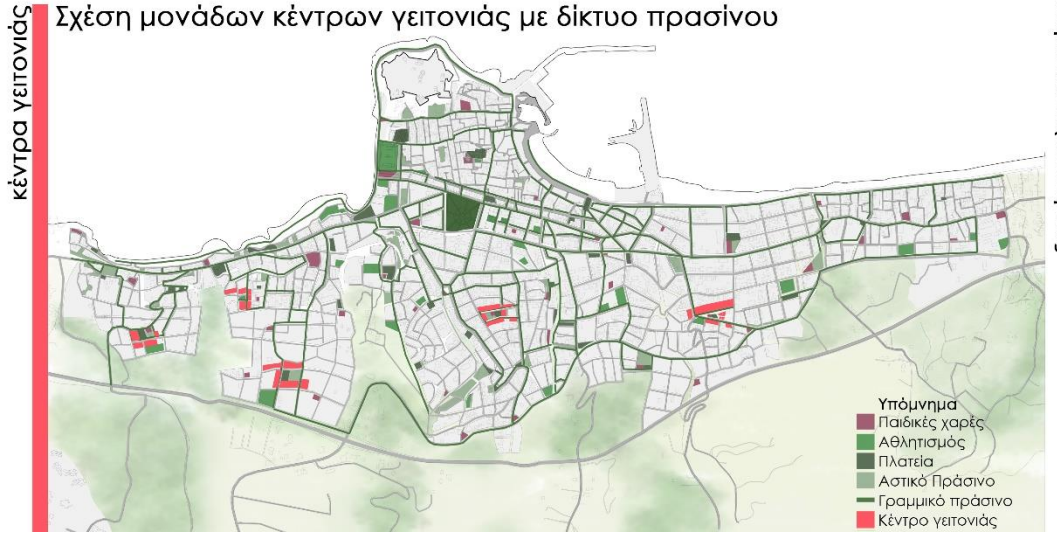 κέντρα γειτονιάς
Σχέση μονάδων κέντρων γειτονιάς με δίκτυο πρασίνου
Υπόμνημα
Παιδικές χαρές
Αθλητισμός
Πλατεία
Αστικό Πράσινο
Γραμμικό πράσινο
Κέντρο γειτονιάς